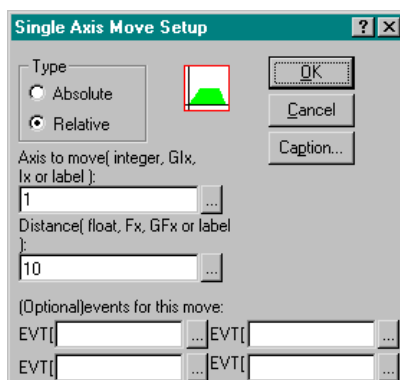 Single Axis Move Setup
Type
Absolute
Relative
OK
Cancel
Caption...
Axis to move( integer, GIx,
Ix or label ):
1
...
Distance( float, Fx, GFx or label
):
10
...
(Optional)events for this move:
EVT[ ... EVT[ ...
EVT[ ... EVT[ ...